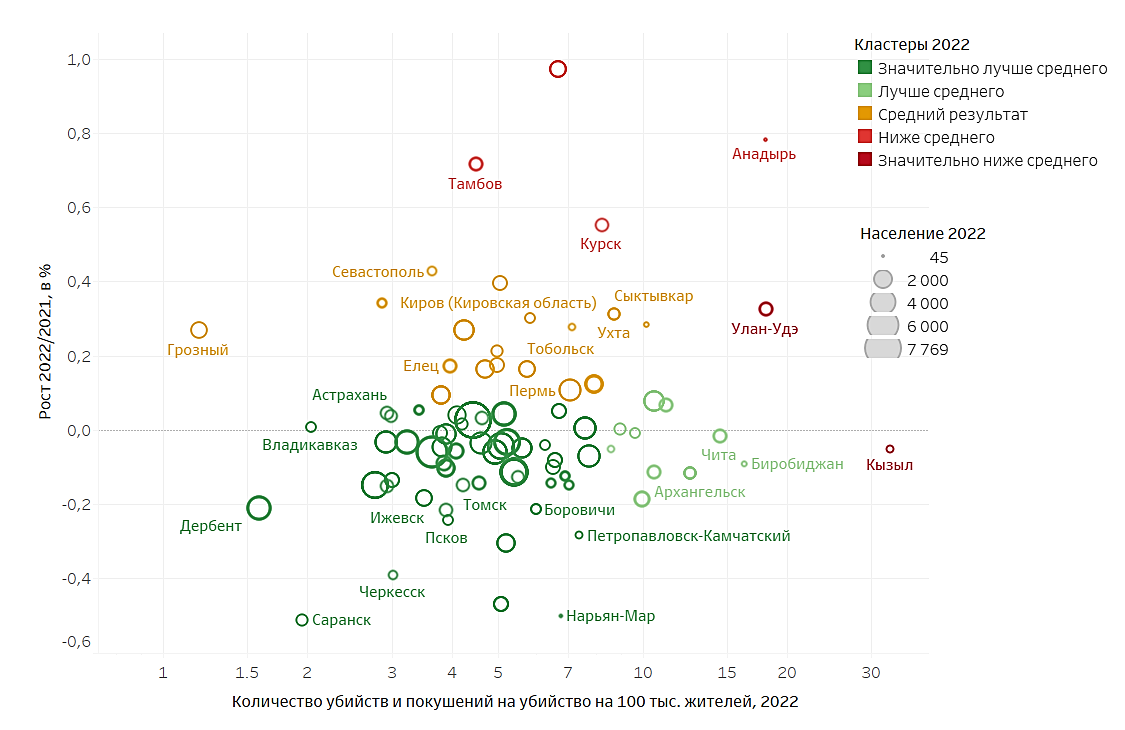 Кластеры 2022
Значительно лучше среднего
Лучше среднего
Средний результат
Ниже среднего
Значительно ниже среднего
Население 2022
45
2 000
4 000
6 000
7 769
Рост 2022/2021, в %
1,0
0,8
0,6
0,4
0,2
0,0
-0,2
-0,4
-0,6
Анадырь
Тамбов
Курск
Севастополь
Сыктывкар
Киров (Кировская область)
Ухта
Улан-Удэ
Грозный
Тобольск
Елец
Пермь
Астрахань
Владикавказ
Чита
Биробиджан
Кызыл
Архангельск
Томск
Боровичи
Ижевск
Дербент
Псков
Петропавловск-Камчатский
Черкесск
Саранск
Нарьян-Мар
1
1.5
2
3
4
5
7
10
15
20
30
Количество убийств и покушений на убийство на 100 тыс. жителей, 2022